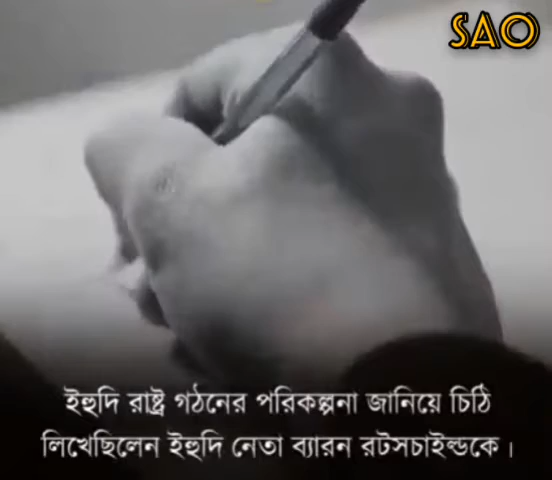 SAO
ইহুদি রাষ্ট্র গঠনের পরিকল্পনা জানিয়ে চিঠি
লিখেছিলেন ইহুদি নেতা ব্যারন রটসচাইল্ডকে।